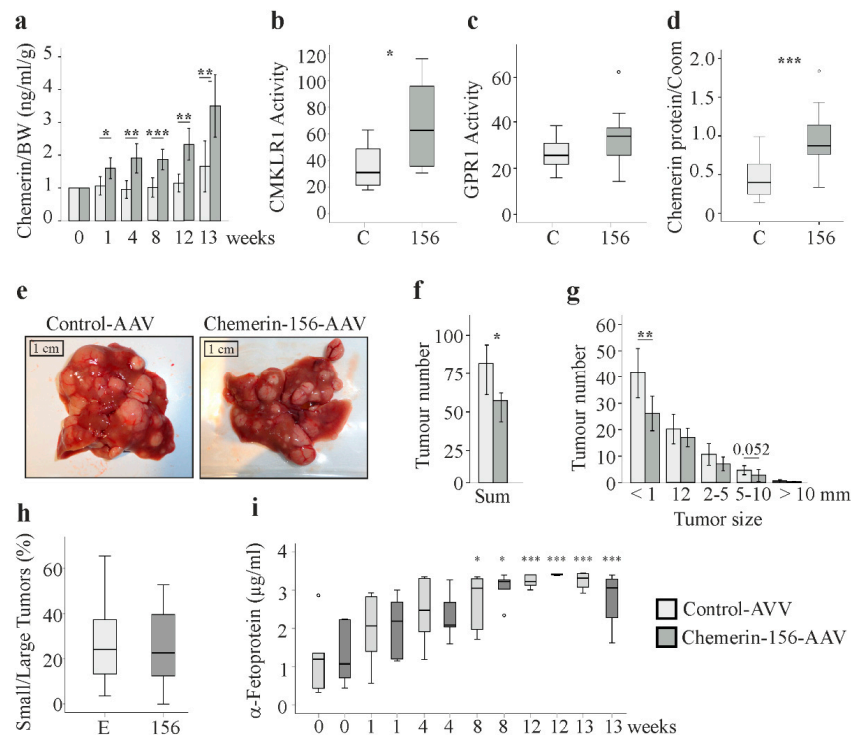 a
Chemerin/BW (ng/ml/g)
5
4
3
2
1
0
*
**
***
**
**
0 1 4 8 12 13 weeks
b
CMKLR1 Activity
120
100
80
60
40
20
0
*
C 156
c
GPR1 Activity
60
40
20
0
C 156
d
Chemerin protein/Coom
2.0
1.5
1.0
0.5
0.0
***
C 156
e
Control-AAV
Chemerin-156-AAV
1 cm
1 cm
f
Tumour number
100
75
50
25
0
*
Sum
g
Tumour number
60
50
40
30
20
10
0
**
0.052
< 1 12 2-5 5-10 > 10 mm
Tumor size
h
Small/Large Tumors (%)
60
40
20
0
E 156
i
α-Fetoprotein (μg/ml)
4
3
2
1
0
* * *** *** *** ***
0 0 1 1 4 4 8 8 12 12 13 13 weeks
Control-AVV
Chemerin-156-AAV